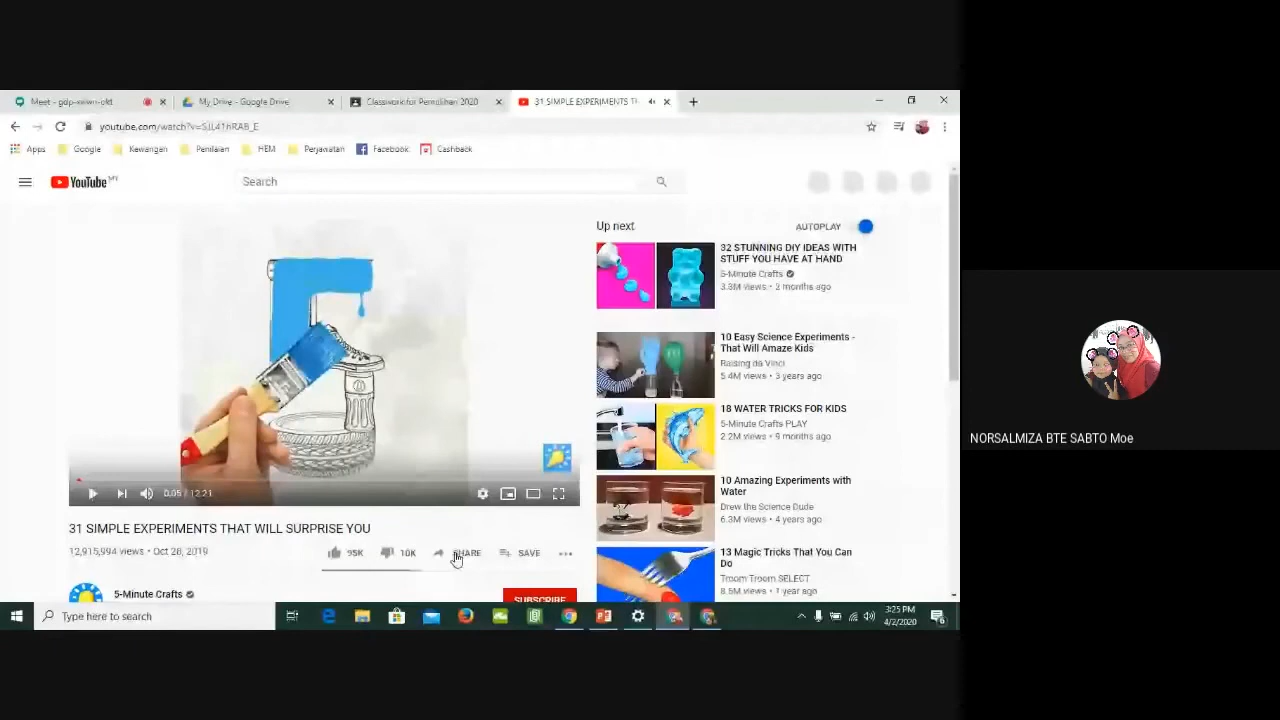 Meet - gdp-xwwn-old
My Drive - Google Drive
Classwork for Pemulihan 2020
31 SIMPLE EXPERIMENTS T
Apps Google Kewangan Penilaian HEM Perjawatan Facebook Cashback
YouTube MY
Search
Up next
AUTOPLAY
32 STUNNING DIY IDEAS WITH
STUFF YOU HAVE AT HAND
5-Minute Crafts
3.3M views • 2 months ago
10 Easy Science Experiments -
That Will Amaze Kids
Raising da Vinci
5.4M views • 3 years ago
18 WATER TRICKS FOR KIDS
5-Minute Crafts PLAY
2.2M views • 9 months ago
10 Amazing Experiments with
Water
Drew the Science Dude
6.3M views • 4 years ago
13 Magic Tricks That You Can
Do
Troom Troom SELECT
8.5M views • 1 year ago
0:05 / 12:21
31 SIMPLE EXPERIMENTS THAT WILL SURPRISE YOU
12,915,994 views • Oct 28, 2019
95K 10K SHARE SAVE
5-Minute Crafts
SUBSCRIBE
Type here to search
3:25 PM
4/2/2020
NORSALMIZA BTE SABTO Moe